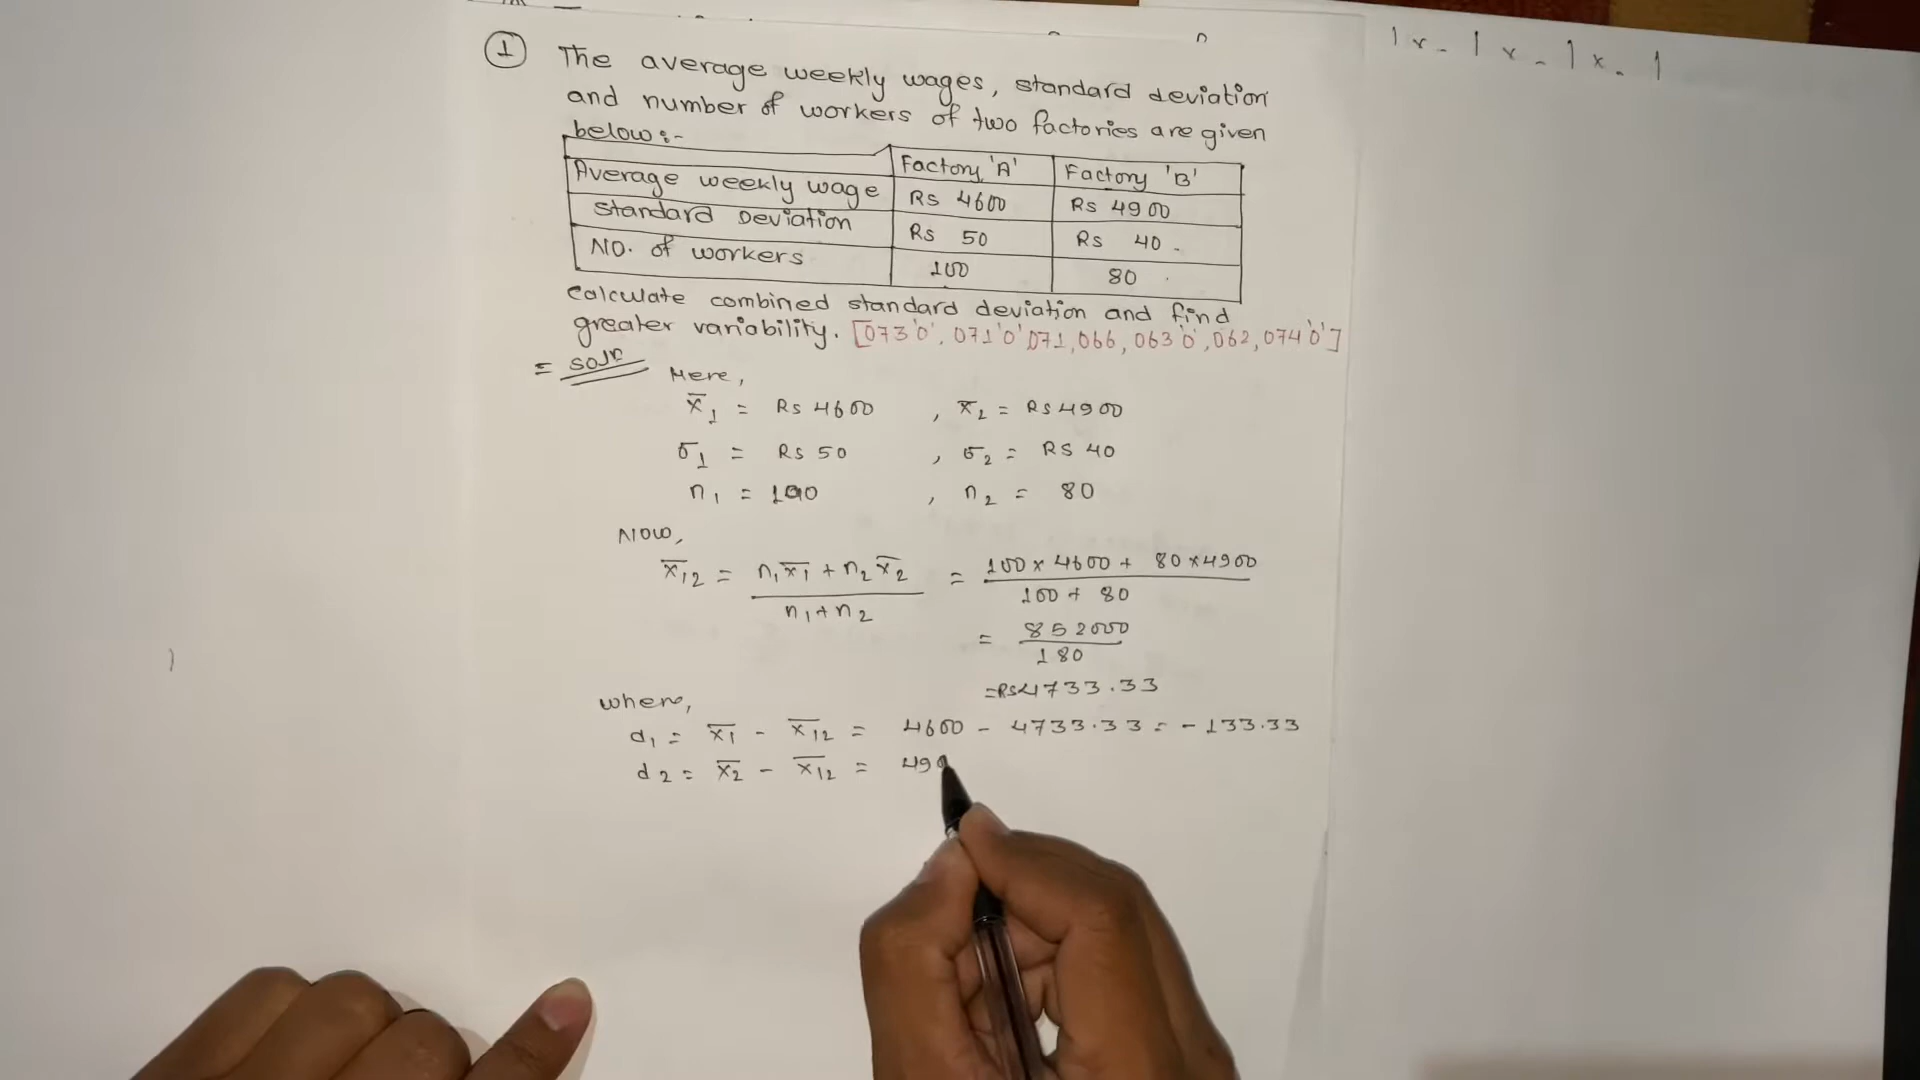 1 The average weekly wages, standard deviation
and number of workers of two factories are given
below:-
Factory 'A' Factory 'B'
Average weekly wage Rs 4600 Rs 4900
Standard Deviation Rs 50 Rs 40
NO. of workers 100 80
calculate combined standard deviation and find
greater variability. [073'0', 071'0' 071, 066, 063'0', 062, 074'0']
= Soln
Here,
x̄1 = Rs 4600 , x̄2 = Rs 4900
σ1 = Rs 50 , σ2 = Rs 40
n1 = 100 , n2 = 80
Now,
x̄12 = n1x̄1 + n2x̄2 = 100 x 4600 + 80 x 4900
n1 + n2 100 + 80
= 852000
180
= Rs 4733.33
where,
d1 = x̄1 - x̄12 = 4600 - 4733.33 = -133.33
d2 = x̄2 - x̄12 = 490